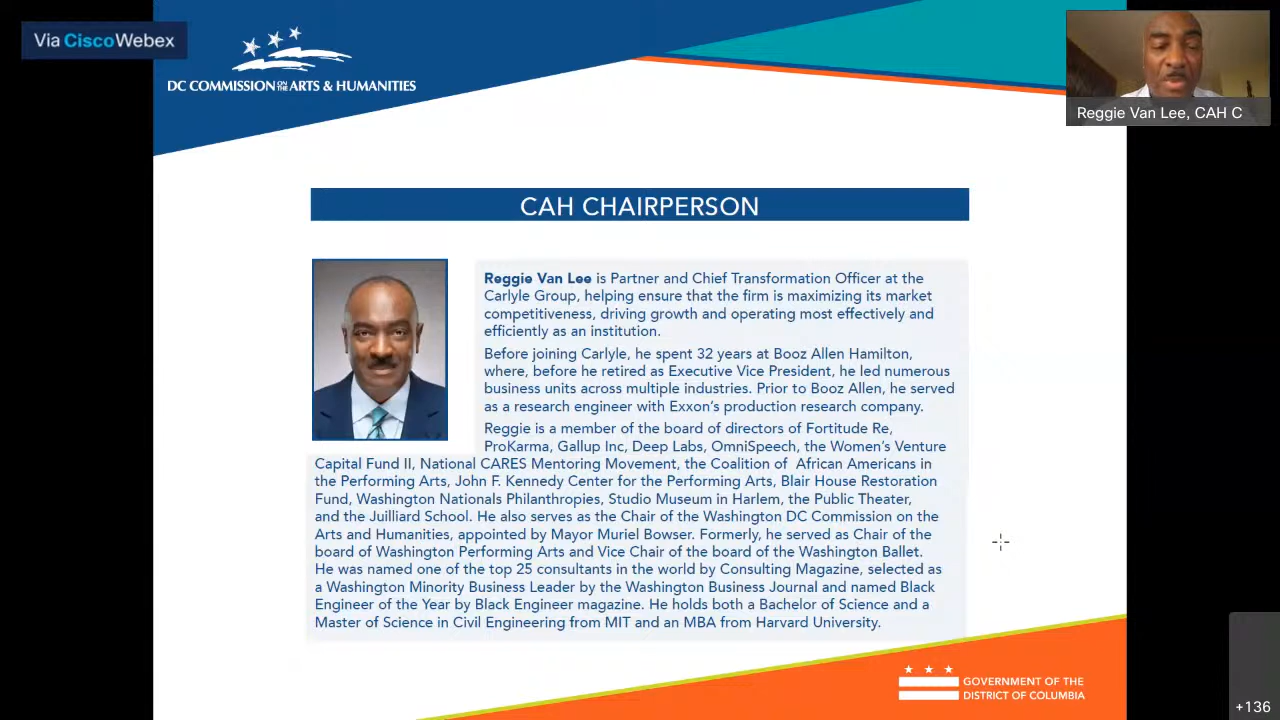 Via Cisco Webex
DC COMMISSION ON THE ARTS & HUMANITIES
Reggie Van Lee, CAH C
CAH CHAIRPERSON
Reggie Van Lee is Partner and Chief Transformation Officer at the
Carlyle Group, helping ensure that the firm is maximizing its market
competitiveness, driving growth and operating most effectively and
efficiently as an institution.
Before joining Carlyle, he spent 32 years at Booz Allen Hamilton,
where, before he retired as Executive Vice President, he led numerous
business units across multiple industries. Prior to Booz Allen, he served
as a research engineer with Exxon's production research company.
Reggie is a member of the board of directors of Fortitude Re,
ProKarma, Gallup Inc, Deep Labs, OmniSpeech, the Women's Venture
Capital Fund II, National CARES Mentoring Movement, the Coalition of African Americans in
the Performing Arts, John F. Kennedy Center for the Performing Arts, Blair House Restoration
Fund, Washington Nationals Philanthropies, Studio Museum in Harlem, the Public Theater,
and the Juilliard School. He also serves as the Chair of the Washington DC Commission on the
Arts and Humanities, appointed by Mayor Muriel Bowser. Formerly, he served as Chair of the
board of Washington Performing Arts and Vice Chair of the board of the Washington Ballet.
He was named one of the top 25 consultants in the world by Consulting Magazine, selected as
a Washington Minority Business Leader by the Washington Business Journal and named Black
Engineer of the Year by Black Engineer magazine. He holds both a Bachelor of Science and a
Master of Science in Civil Engineering from MIT and an MBA from Harvard University.
GOVERNMENT OF THE
DISTRICT OF COLUMBIA
+136